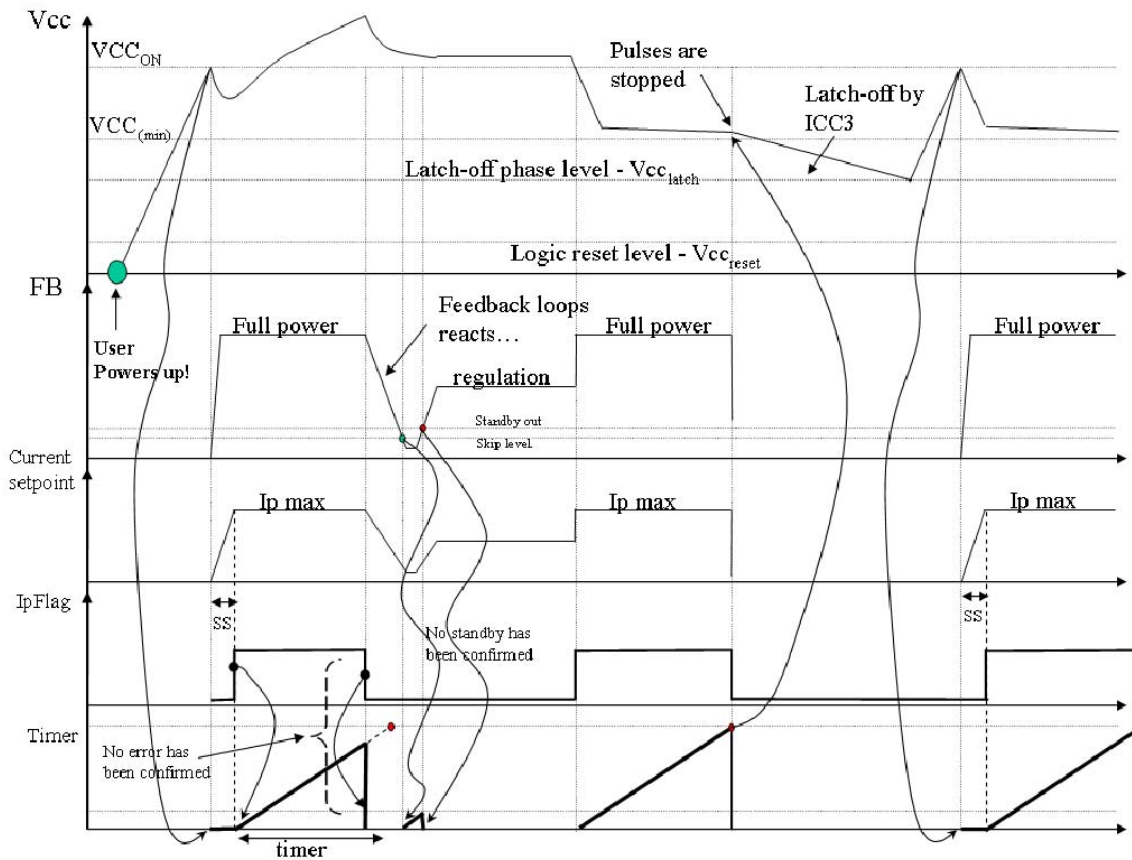 Vcc
VCCON
Pulses are
stopped
Latch-off by
ICC3
VCC(min)
Latch-off phase level - Vcclatch
Logic reset level - Vccreset
FB
User
Powers up!
Full power
Feedback loops
reacts...
regulation
Full power
Full power
Standby out
Skip level
Current
setpoint
Ip max
Ip max
Ip max
IpFlag
SS
SS
No standby has
been confirmed
Timer
No error has
been confirmed
timer